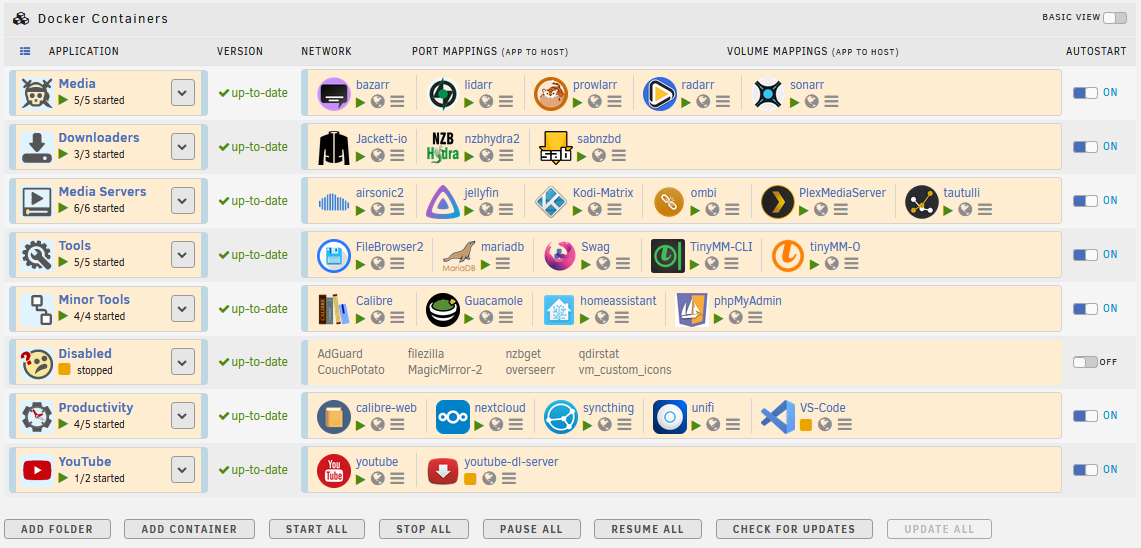 Docker Containers
BASIC VIEW
APPLICATION VERSION NETWORK PORT MAPPINGS (APP TO HOST) VOLUME MAPPINGS (APP TO HOST) AUTOSTART
Media
5/5 started
up-to-date
bazarr lidarr prowlarr radarr sonarr
ON
Downloaders
3/3 started
up-to-date
Jackett-io NZB Hydra nzbhydra2 sab sabnzbd
ON
Media Servers
6/6 started
up-to-date
airsonic2 jellyfin Kodi-Matrix ombi PlexMediaServer tautulli
ON
Tools
5/5 started
up-to-date
FileBrowser2 MariaDB mariadb Swag TinyMM-CLI tinyMM-O
ON
Minor Tools
4/4 started
up-to-date
CALIBRE Calibre Guacamole homeassistant phpMyAdmin
ON
Disabled
stopped
up-to-date
AdGuard filezilla nzbget qdirstat
CouchPotato MagicMirror-2 overseerr vm_custom_icons
OFF
Productivity
4/5 started
up-to-date
calibre-web nextcloud syncthing unifi VS-Code
ON
YouTube
1/2 started
up-to-date
You Tube youtube youtube-dl-server
ON
ADD FOLDER ADD CONTAINER START ALL STOP ALL PAUSE ALL RESUME ALL CHECK FOR UPDATES UPDATE ALL